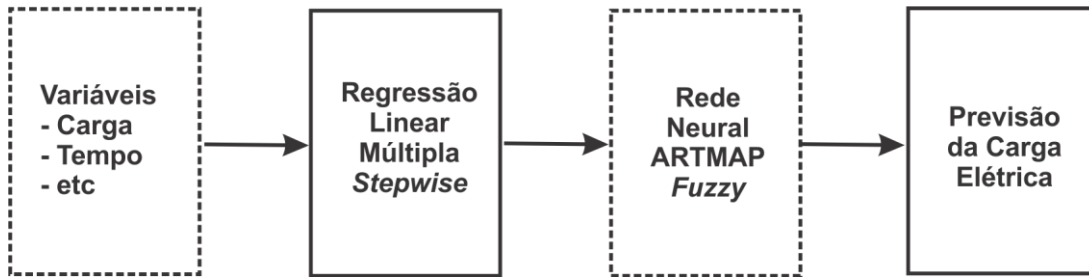 Variáveis
- Carga
- Tempo
- etc
Regressão
Linear
Múltipla
Stepwise
Rede
Neural
ARTMAP
Fuzzy
Previsão
da Carga
Elétrica